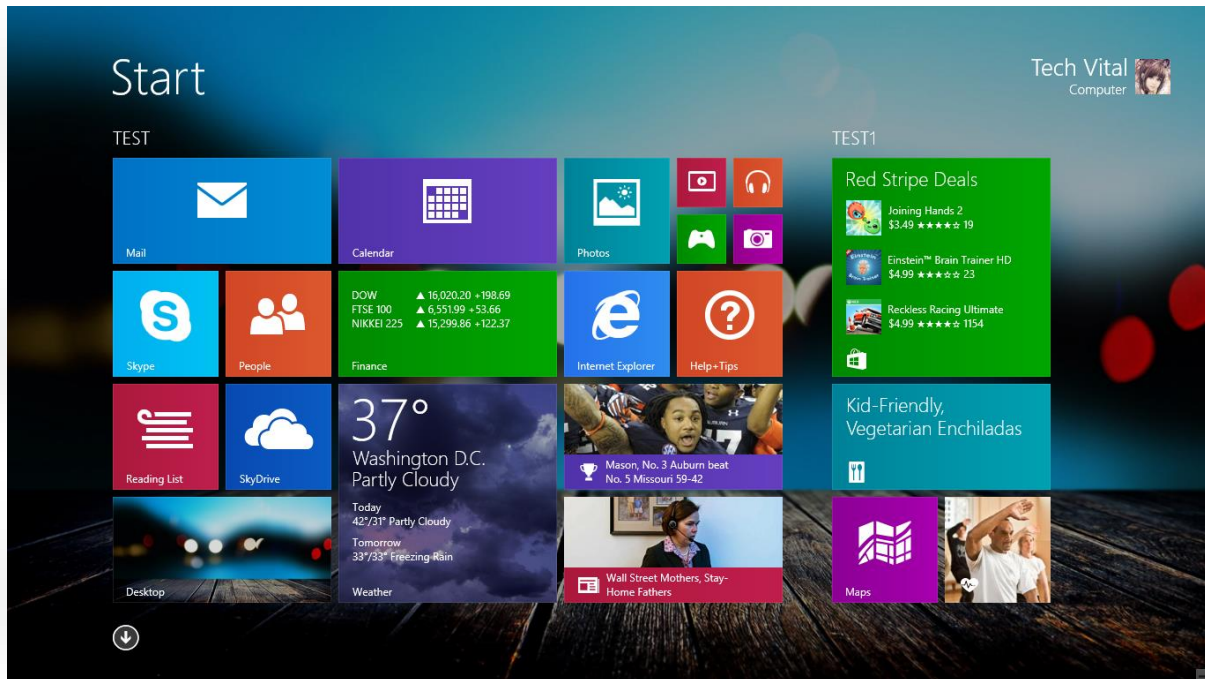 Start
Tech Vital
Computer
TEST
TEST1
Mail
Calendar
Photos
Red Stripe Deals
Joining Hands 2
$3.49 ★★★★☆ 19
Einstein™ Brain Trainer HD
$4.99 ★★★☆☆ 23
Reckless Racing Ultimate
$4.99 ★★★★☆ 1154
Skype
People
DOW ▲ 16,020.20 +198.69
FTSE 100 ▲ 6,551.99 +53.66
NIKKEI 225 ▲ 15,299.86 +122.37
Finance
Internet Explorer
Help+Tips
Reading List
SkyDrive
37°
Washington D.C.
Partly Cloudy
Today
42°/31° Partly Cloudy
Tomorrow
33°/33° Freezing Rain
Weather
Mason, No. 3 Auburn beat
No. 5 Missouri 59-42
Kid-Friendly,
Vegetarian Enchiladas
Desktop
Wall Street Mothers, Stay-
Home Fathers
Maps